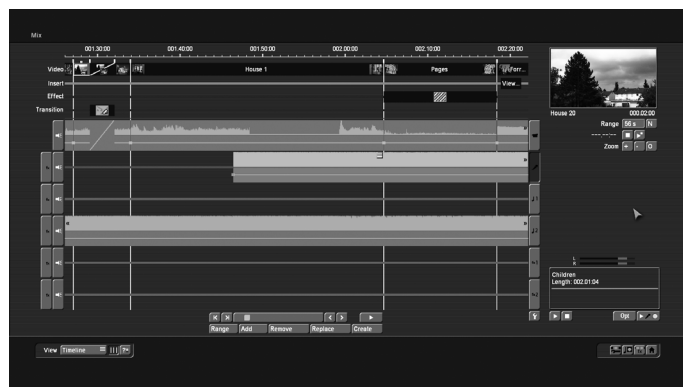 Mix
001.30:00 001.40:00 001.50:00 002.00:00 002.10:00 002.20:00
Video House 1 Pages Farr...
Insert View...
Effect
Transition
House 20 000.02:00
Range 56 s N
Zoom + - O
L
R
Children
Length: 002.01:04
Range Add Remove Replace Create
Opt
View Timeline